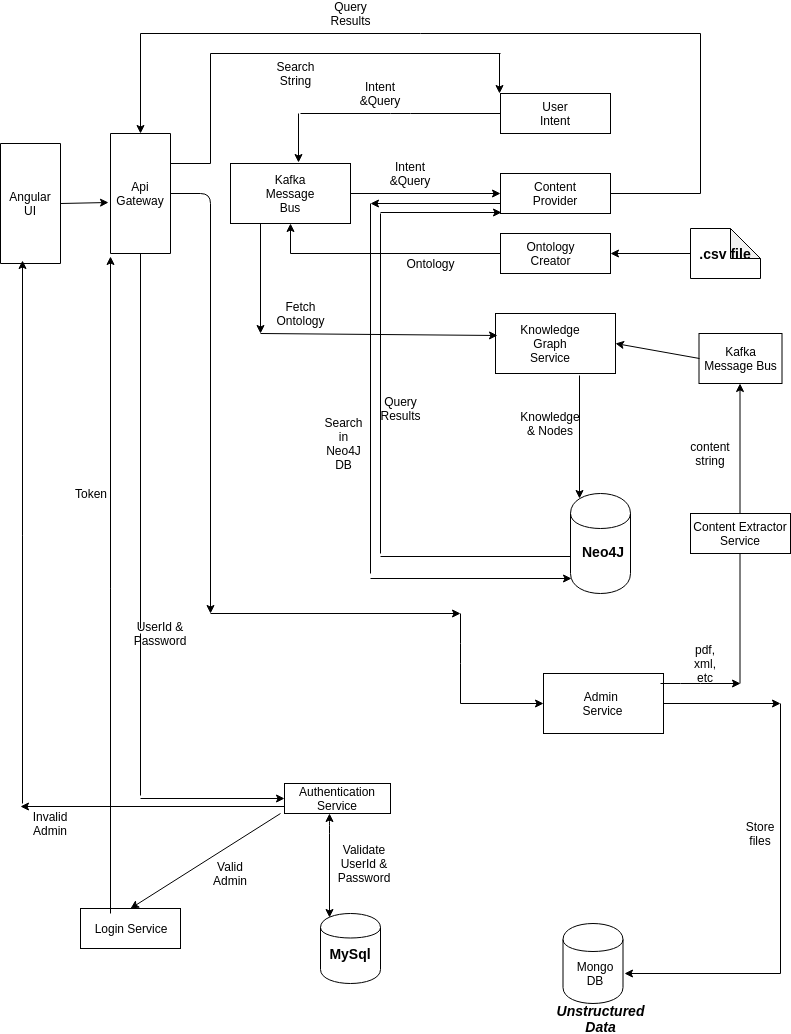 Query
Results
Search
String
Intent
&Query
User
Intent
Angular
UI
Api
Gateway
Kafka
Message
Bus
Intent
&Query
Content
Provider
Ontology
Ontology
Creator
.csv file
Fetch
Ontology
Knowledge
Graph
Service
Kafka
Message Bus
Query
Results
Search
in
Neo4J
DB
Knowledge
& Nodes
content
string
Token
Neo4J
Content Extractor
Service
UserId &
Password
pdf,
xml,
etc
Admin
Service
Authentication
Service
Invalid
Admin
Valid
Admin
Validate
UserId &
Password
Store
files
Login Service
MySql
Mongo
DB
Unstructured
Data